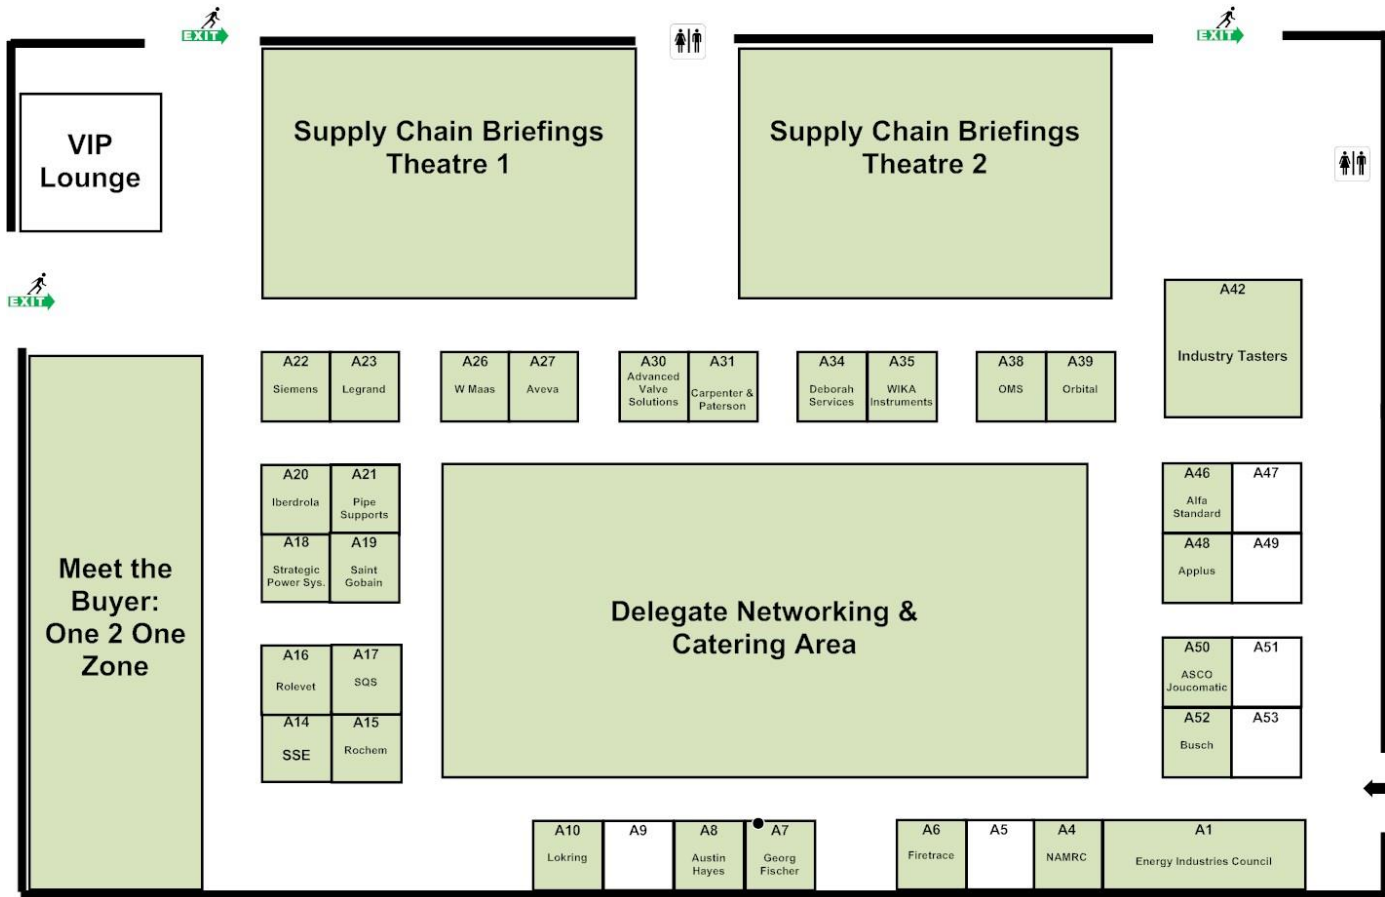 EXIT
EXIT
VIP
Lounge
Supply Chain Briefings
Theatre 1
Supply Chain Briefings
Theatre 2
EXIT
A42
Industry Tasters
A22
Siemens
A23
Legrand
A26
W Maas
A27
Aveva
A30
Advanced
Valve
Solutions
A31
Carpenter &
Paterson
A34
Deborah
Services
A35
WIKA
Instruments
A38
OMS
A39
Orbital
Meet the
Buyer:
One 2 One
Zone
A20
Iberdrola
A21
Pipe
Supports
A18
Strategic
Power Sys.
A19
Saint
Gobain
A16
Rolevet
A17
SQS
A14
SSE
A15
Rochem
Delegate Networking &
Catering Area
A46
Alfa
Standard
A47
A48
Applus
A49
A50
ASCO
Joucomatic
A51
A52
Busch
A53
A10
Lokring
A9
A8
Austin
Hayes
A7
Georg
Fischer
A6
Firetrace
A5
A4
NAMRC
A1
Energy Industries Council